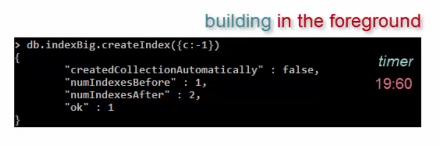 building in the foreground
> db.indexBig.createIndex({c:-1})
{
"createdCollectionAutomatically" : false,
"numIndexesBefore" : 1,
"numIndexesAfter" : 2,
"ok" : 1
}
timer
19:60